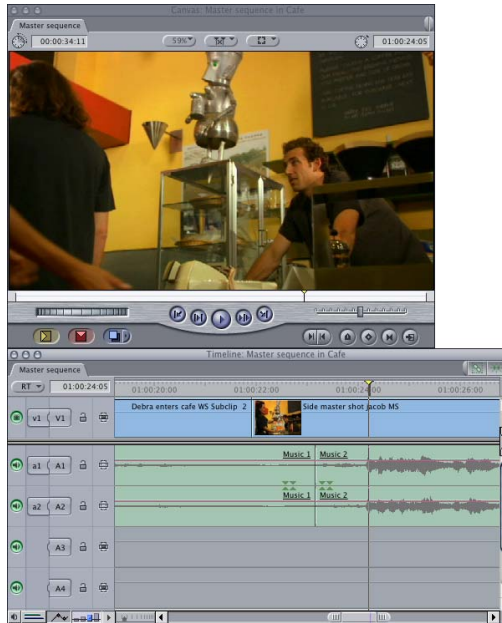 Canvas: Master sequence in Cafe
Master sequence
00:00:34:11
59%
01:00:24:05
Timeline: Master sequence in Cafe
Master sequence
RT
01:00:24:05
01:00:20:00
01:00:22:00
01:00:24:00
01:00:26:00
v1
V1
Debra enters cafe WS Subclip 2
Side master shot Jacob MS
a1
A1
Music 1
Music 2
a2
A2
Music 1
Music 2
A3
A4